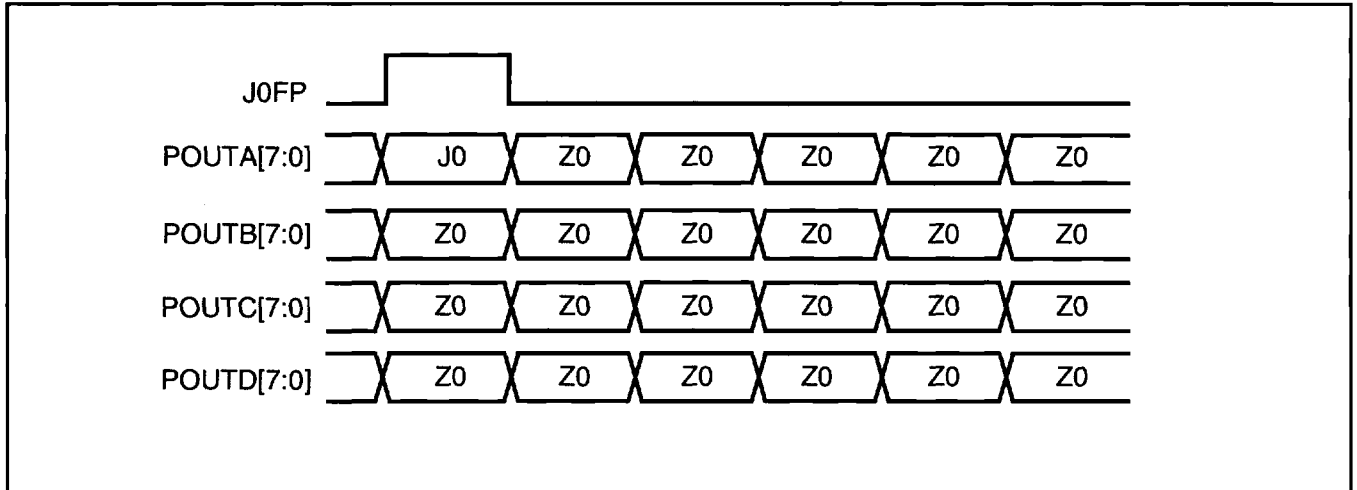 J0FP
POUTA[7:0] J0 Z0 Z0 Z0 Z0 Z0
POUTB[7:0] Z0 Z0 Z0 Z0 Z0 Z0
POUTC[7:0] Z0 Z0 Z0 Z0 Z0 Z0
POUTD[7:0] Z0 Z0 Z0 Z0 Z0 Z0